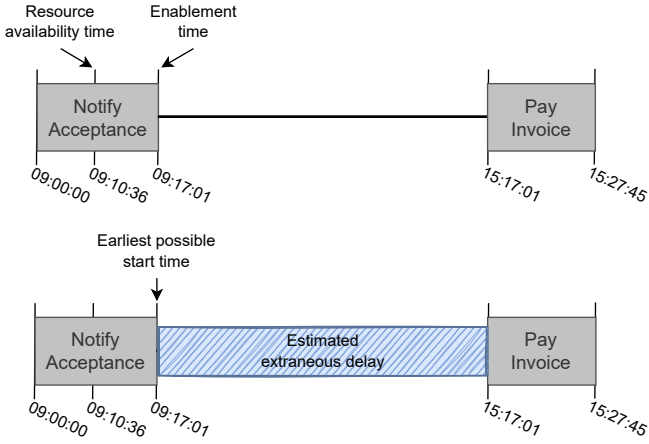 Resource
availability time
Enablement
time
Notify
Acceptance
Pay
Invoice
09:00:00
09:10:36
09:17:01
15:17:01
15:27:45
Earliest possible
start time
Notify
Acceptance
Estimated
extraneous delay
Pay
Invoice
09:00:00
09:10:36
09:17:01
15:17:01
15:27:45